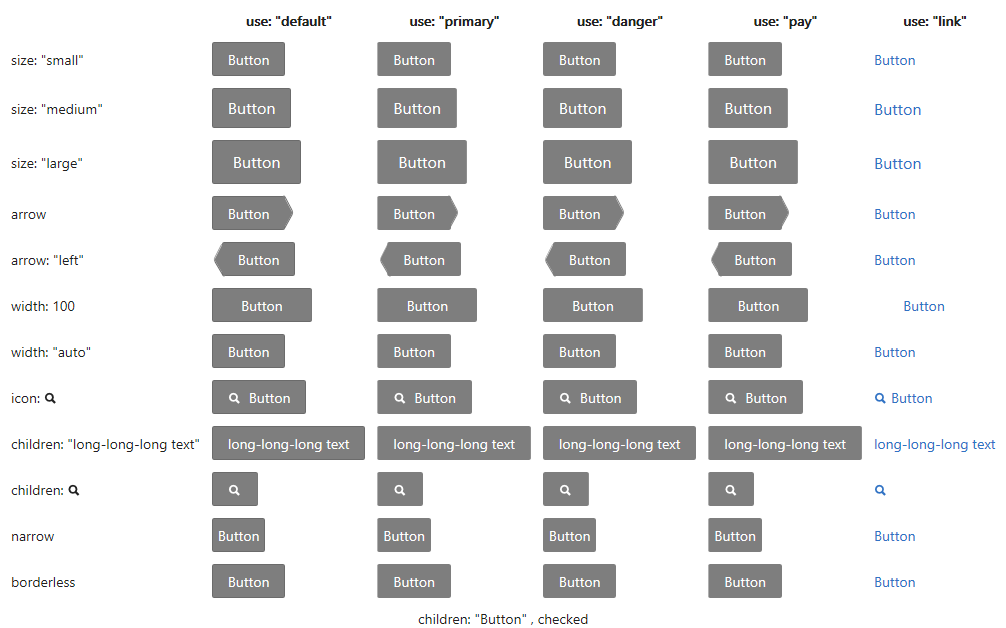 use: "default" use: "primary" use: "danger" use: "pay" use: "link"
size: "small" Button Button Button Button Button
size: "medium" Button Button Button Button Button
size: "large" Button Button Button Button Button
arrow Button Button Button Button Button
arrow: "left" Button Button Button Button Button
width: 100 Button Button Button Button Button
width: "auto" Button Button Button Button Button
icon: Button Button Button Button Button
children: "long-long-long text" long-long-long text long-long-long text long-long-long text long-long-long text long-long-long text
children:
narrow Button Button Button Button Button
borderless Button Button Button Button Button
children: "Button" , checked